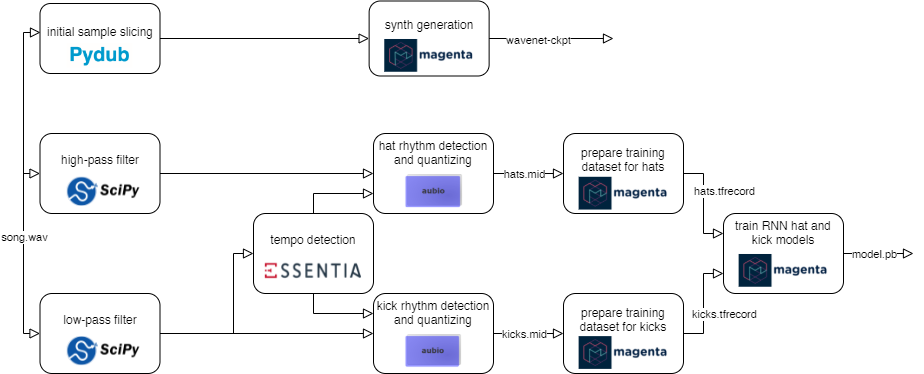 initial sample slicing
Pydub
synth generation
magenta
wavenet-ckpt
high-pass filter
SciPy
hat rhythm detection
and quantizing
aubio
hats.mid
prepare training
dataset for hats
magenta
hats.tfrecord
song.wav
tempo detection
ESSENTIA
train RNN hat and
kick models
magenta
model.pb
low-pass filter
SciPy
kick rhythm detection
and quantizing
aubio
kicks.mid
prepare training
dataset for kicks
magenta
kicks.tfrecord